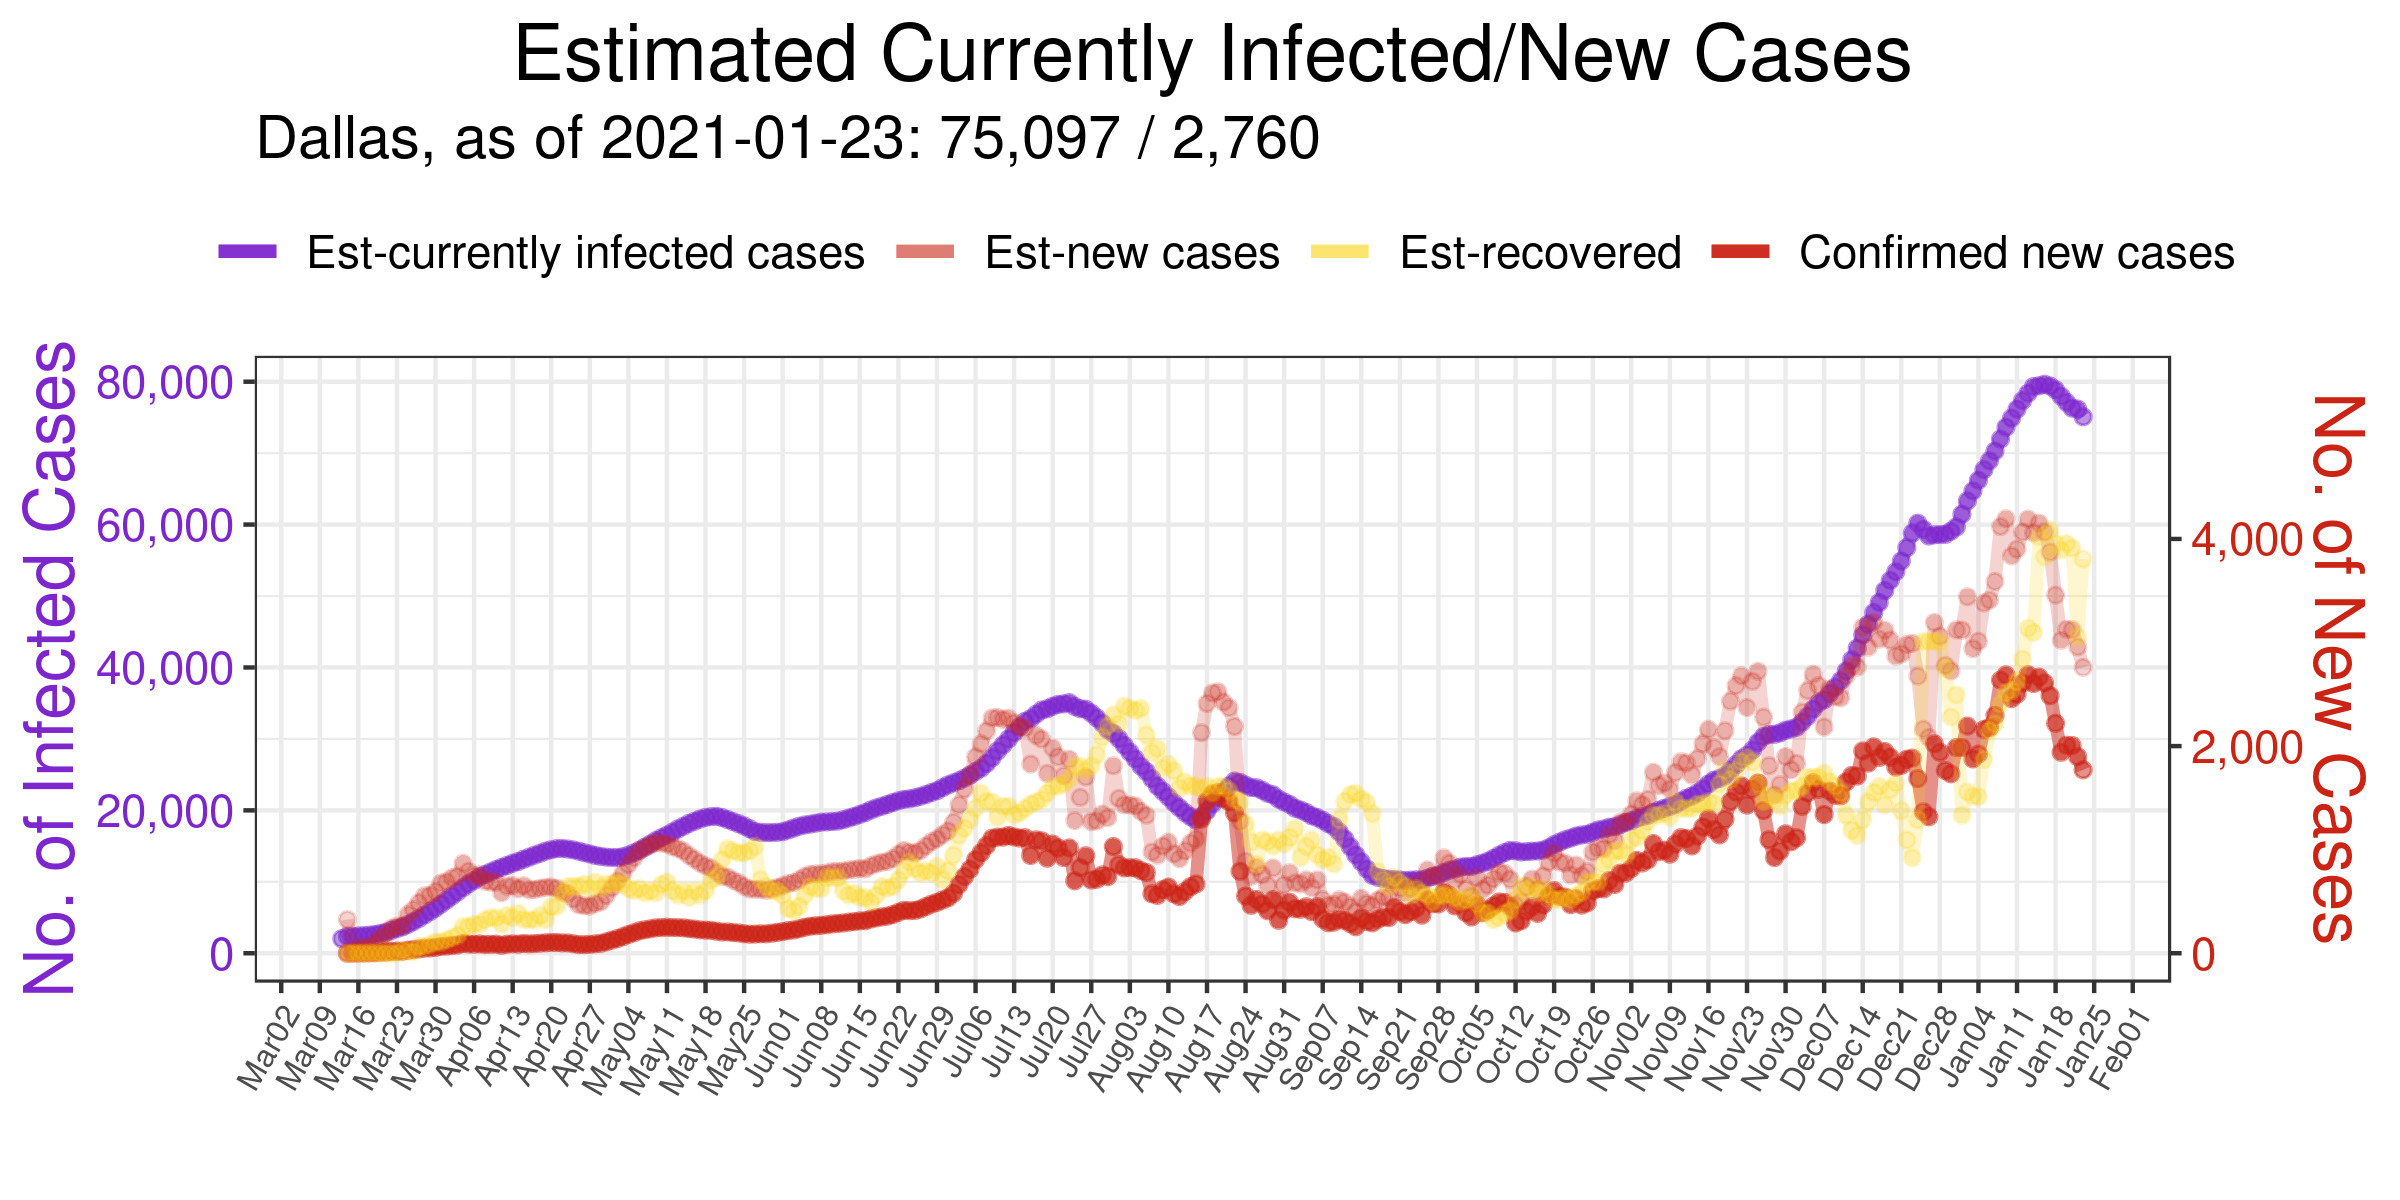 Estimated Currently Infected/New Cases
Dallas, as of 2021-01-23: 75,097 / 2,760
Est-currently infected cases
Est-new cases
Est-recovered
Confirmed new cases
No. of Infected Cases
80,000
60,000
40,000
20,000
0
4,000
2,000
0
No. of New Cases
Mar02
Mar09
Mar16
Mar23
Mar30
Apr06
Apr13
Apr20
Apr27
May04
May11
May18
May25
Jun01
Jun08
Jun15
Jun22
Jun29
Jul06
Jul13
Jul20
Jul27
Aug03
Aug10
Aug17
Aug24
Aug31
Sep07
Sep14
Sep21
Sep28
Oct05
Oct12
Oct19
Oct26
Nov02
Nov09
Nov16
Nov23
Nov30
Dec07
Dec14
Dec21
Dec28
Jan04
Jan11
Jan18
Jan25
Feb01